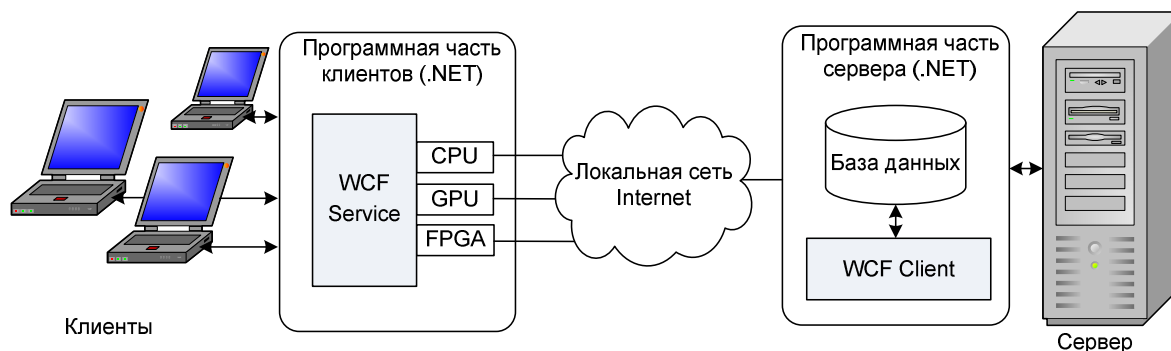 Программная часть
клиентов (.NET)
WCF
Service
CPU
GPU
FPGA
Клиенты
Локальная сеть
Internet
Программная часть
сервера (.NET)
База данных
WCF Client
Сервер